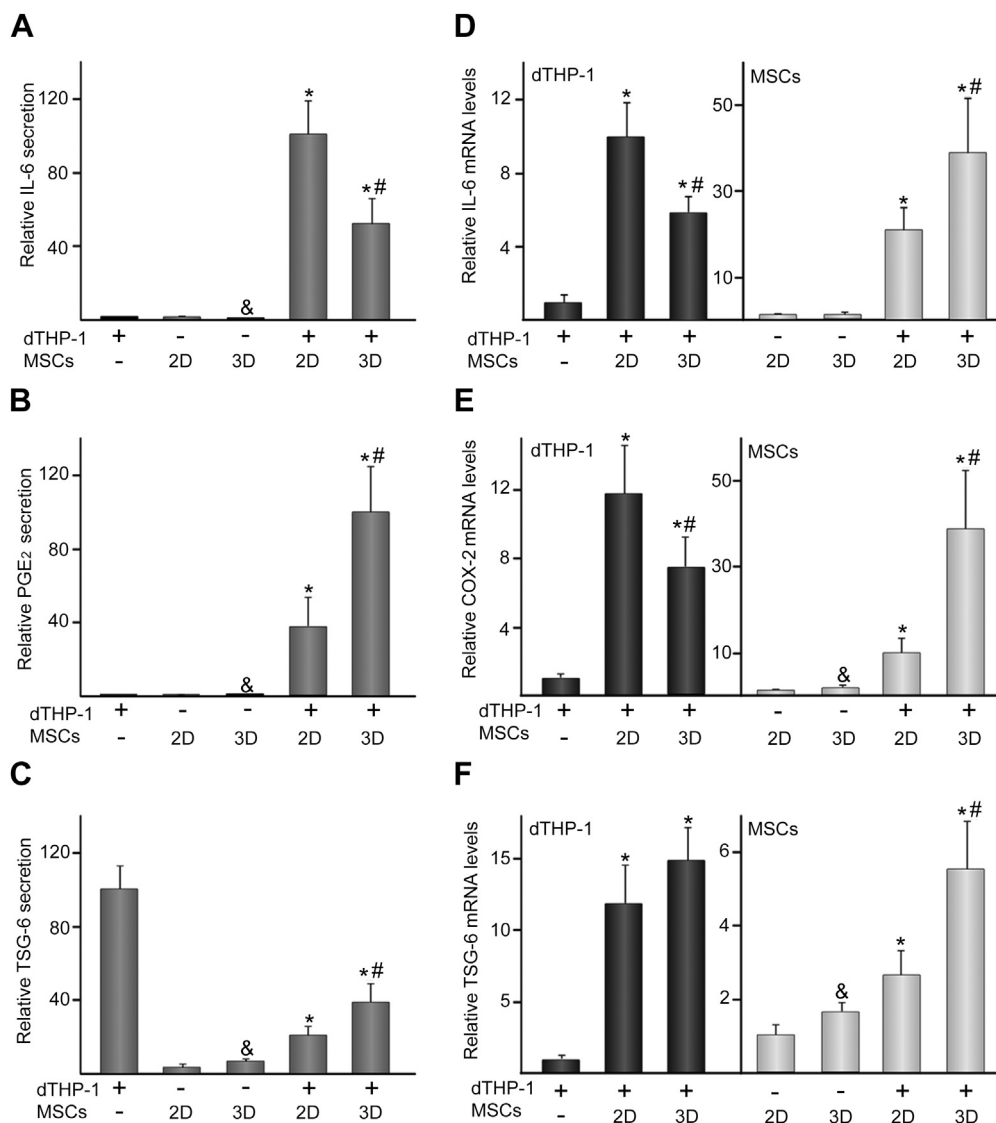 A
Relative IL-6 secretion
120
80
40
*
*#
&
dTHP-1 + - - + +
MSCs - 2D 3D 2D 3D
D
Relative IL-6 mRNA levels
dTHP-1
12
8
4
*
*#
MSCs
50
30
10
*
*#
dTHP-1 + + + - - + +
MSCs - 2D 3D 2D 3D 2D 3D
B
Relative PGE2 secretion
120
80
40
&
*
*#
dTHP-1 + - - + +
MSCs - 2D 3D 2D 3D
E
Relative COX-2 mRNA levels
dTHP-1
12
8
4
*
*#
MSCs
50
30
10
&
*
*#
dTHP-1 + + + - - + +
MSCs - 2D 3D 2D 3D 2D 3D
C
Relative TSG-6 secretion
120
80
40
&
*
*#
dTHP-1 + - - + +
MSCs - 2D 3D 2D 3D
F
Relative TSG-6 mRNA levels
dTHP-1
15
10
5
*
*
MSCs
6
4
2
&
*
*#
dTHP-1 + + + - - + +
MSCs - 2D 3D 2D 3D 2D 3D